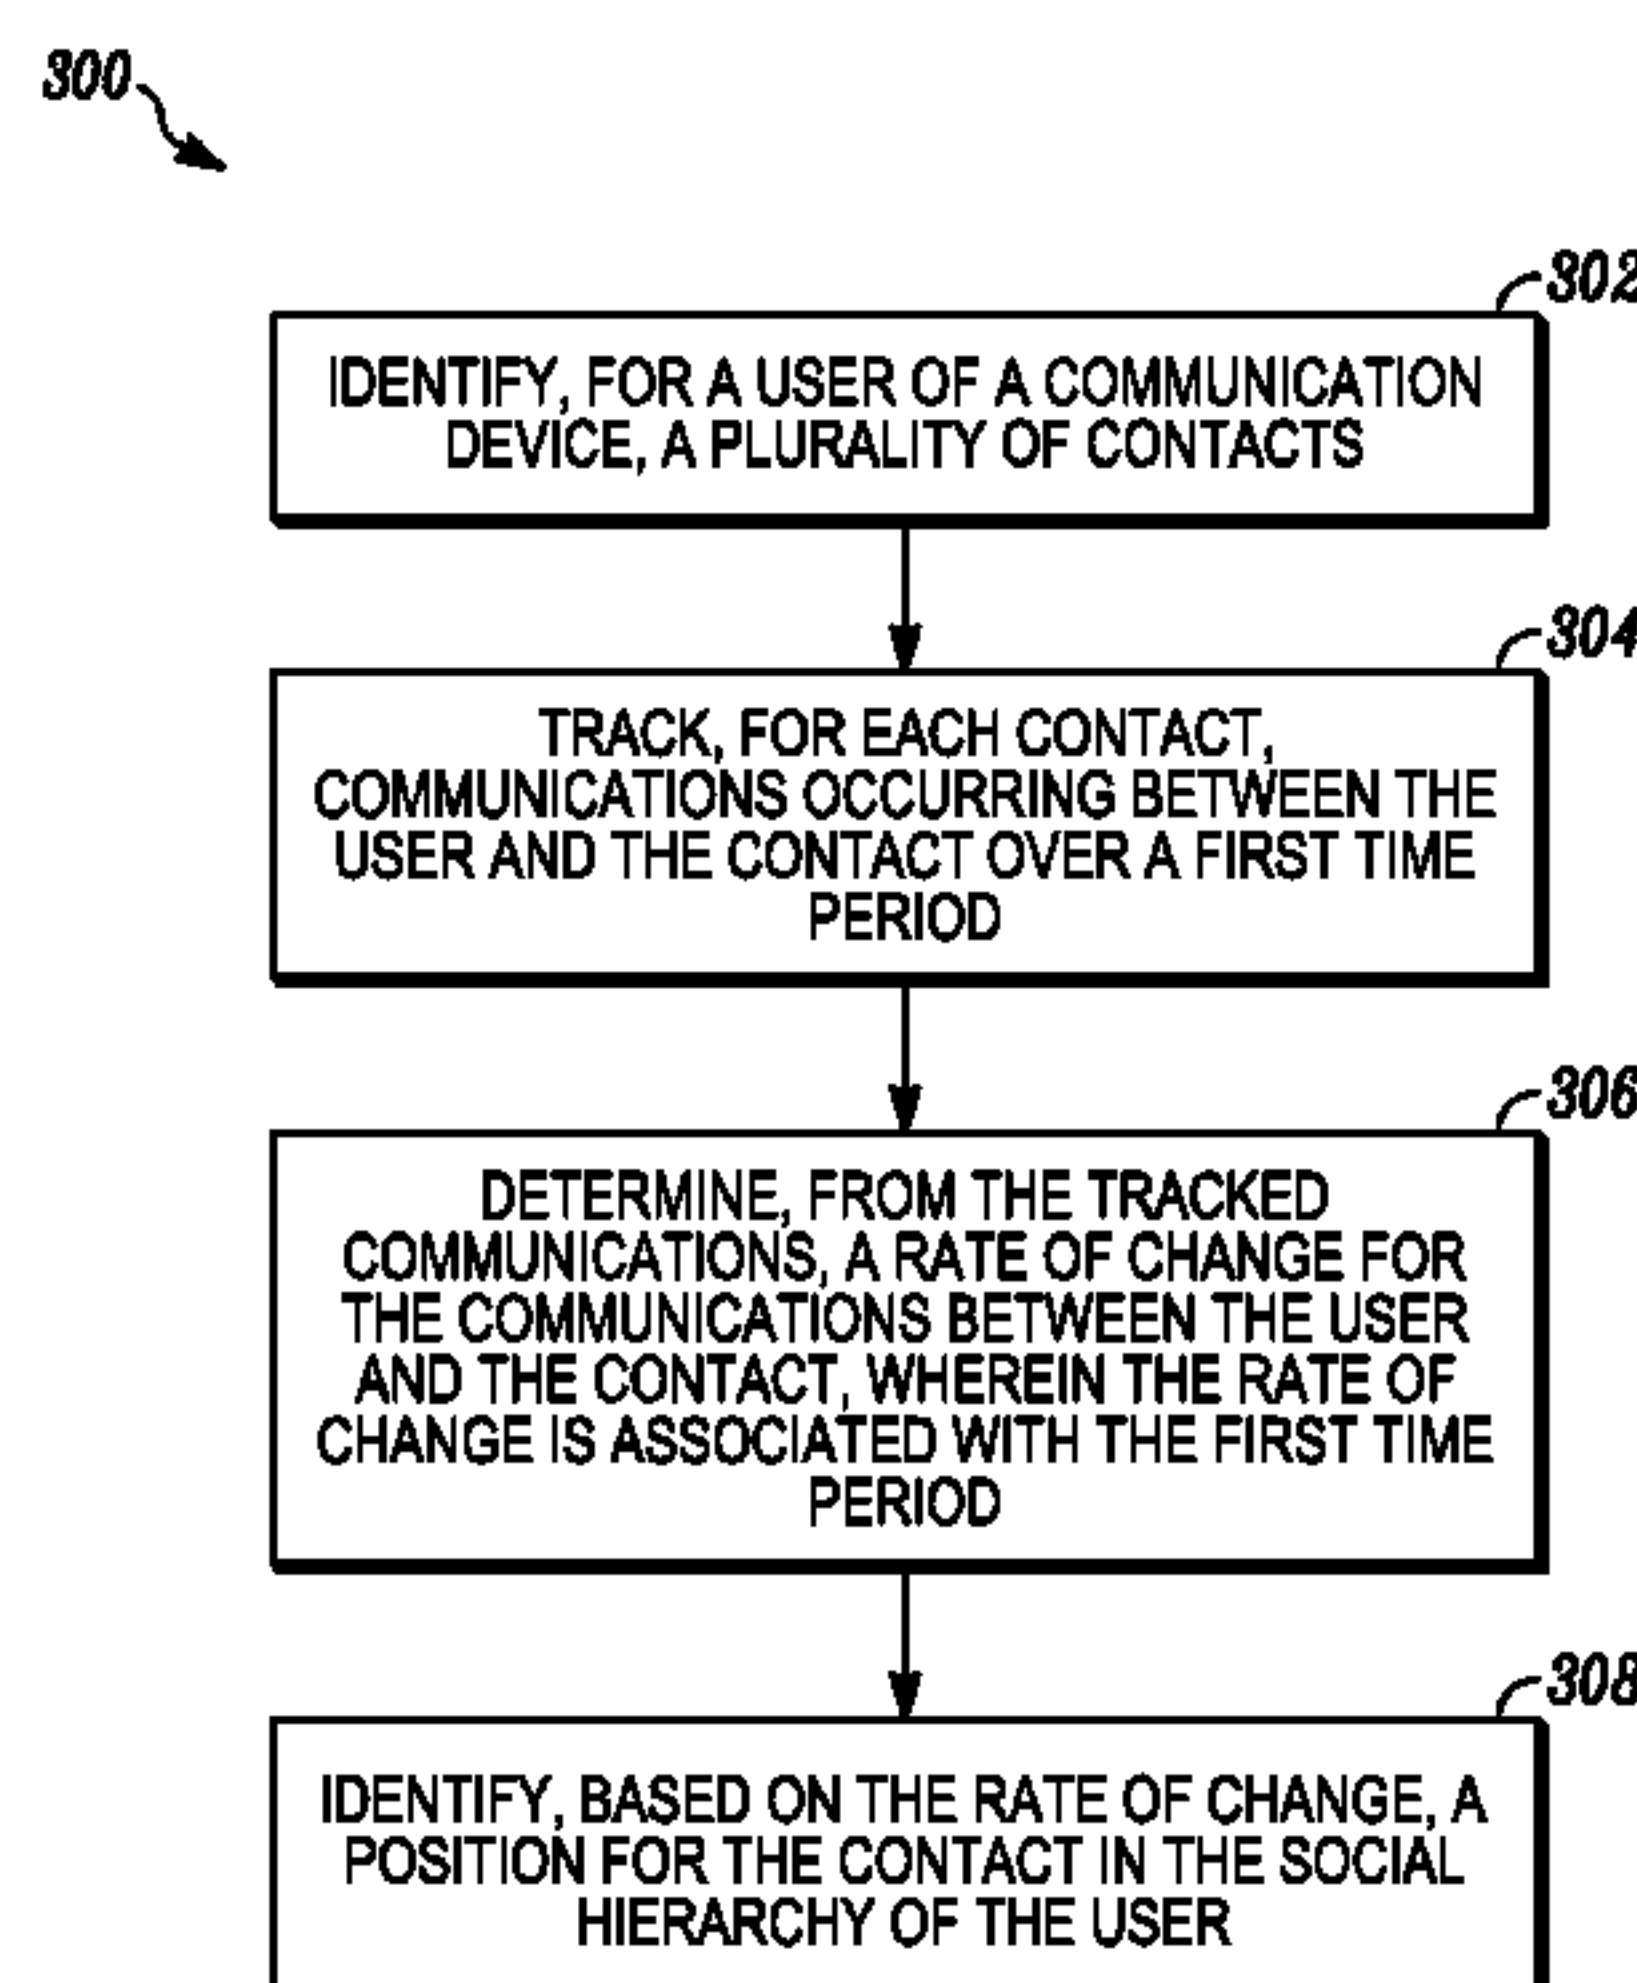 300
302
IDENTIFY, FOR A USER OF A COMMUNICATION
DEVICE, A PLURALITY OF CONTACTS
304
TRACK, FOR EACH CONTACT,
COMMUNICATIONS OCCURRING BETWEEN THE
USER AND THE CONTACT OVER A FIRST TIME
PERIOD
306
DETERMINE, FROM THE TRACKED
COMMUNICATIONS, A RATE OF CHANGE FOR
THE COMMUNICATIONS BETWEEN THE USER
AND THE CONTACT, WHEREIN THE RATE OF
CHANGE IS ASSOCIATED WITH THE FIRST TIME
PERIOD
308
IDENTIFY, BASED ON THE RATE OF CHANGE, A
POSITION FOR THE CONTACT IN THE SOCIAL
HIERARCHY OF THE USER